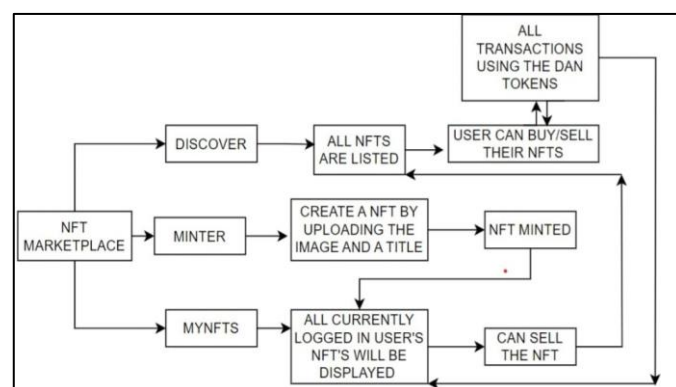 ALL
TRANSACTIONS
USING THE DAN
TOKENS
DISCOVER
ALL NFTS
ARE LISTED
USER CAN BUY/SELL
THEIR NFTS
NFT
MARKETPLACE
MINTER
CREATE A NFT BY
UPLOADING THE
IMAGE AND A TITLE
NFT MINTED
MYNFTS
ALL CURRENTLY
LOGGED IN USER'S
NFT'S WILL BE
DISPLAYED
CAN SELL
THE NFT